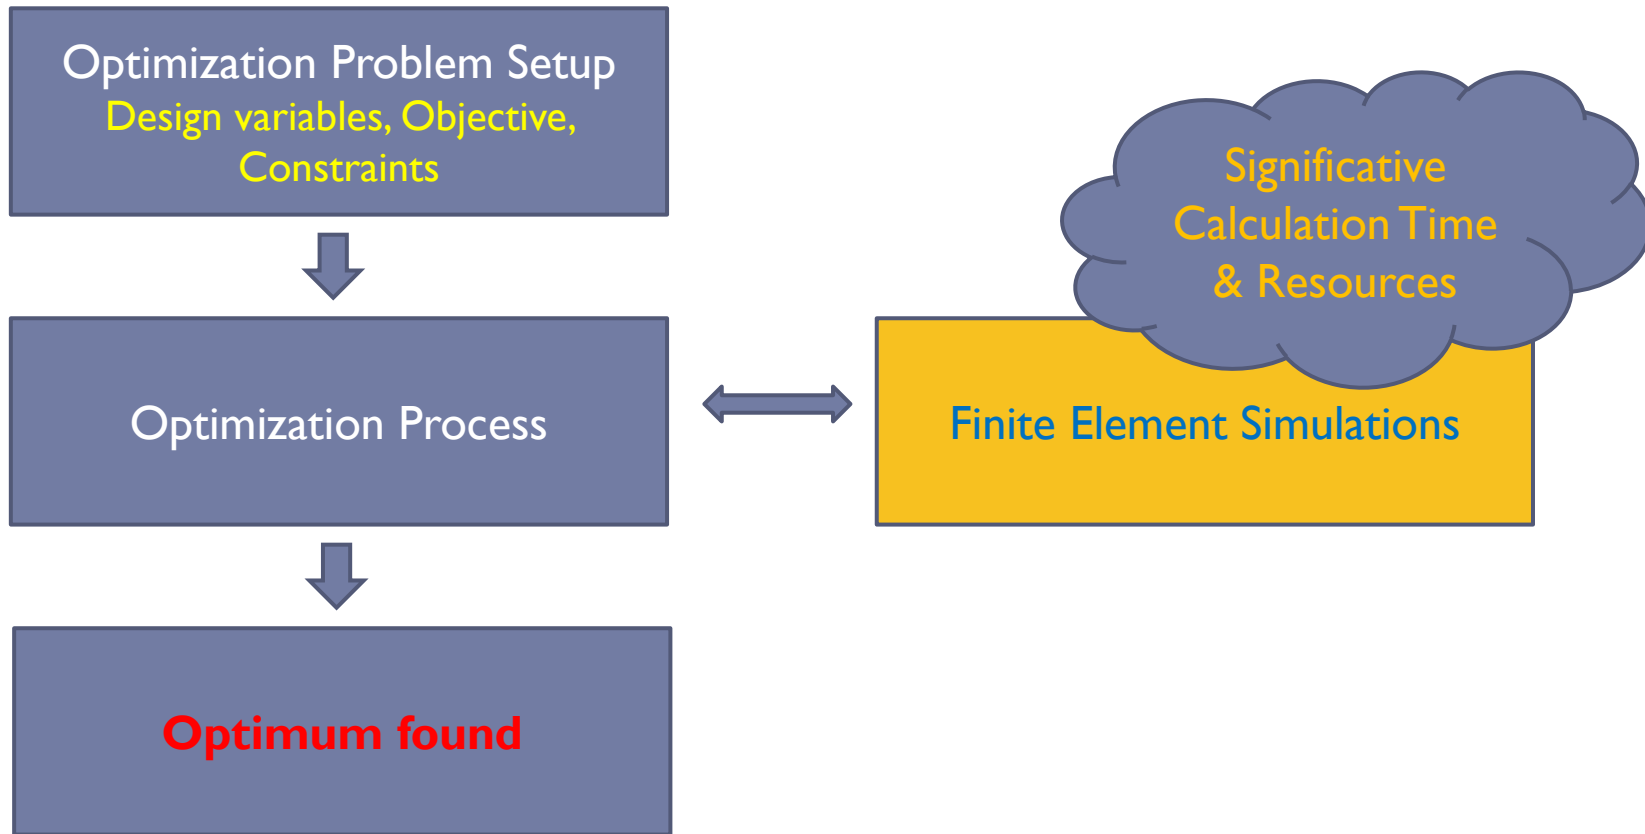 Optimization Problem Setup
Design variables, Objective,
Constraints
Significative
Calculation Time
& Resources
Optimization Process
Finite Element Simulations
Optimum found